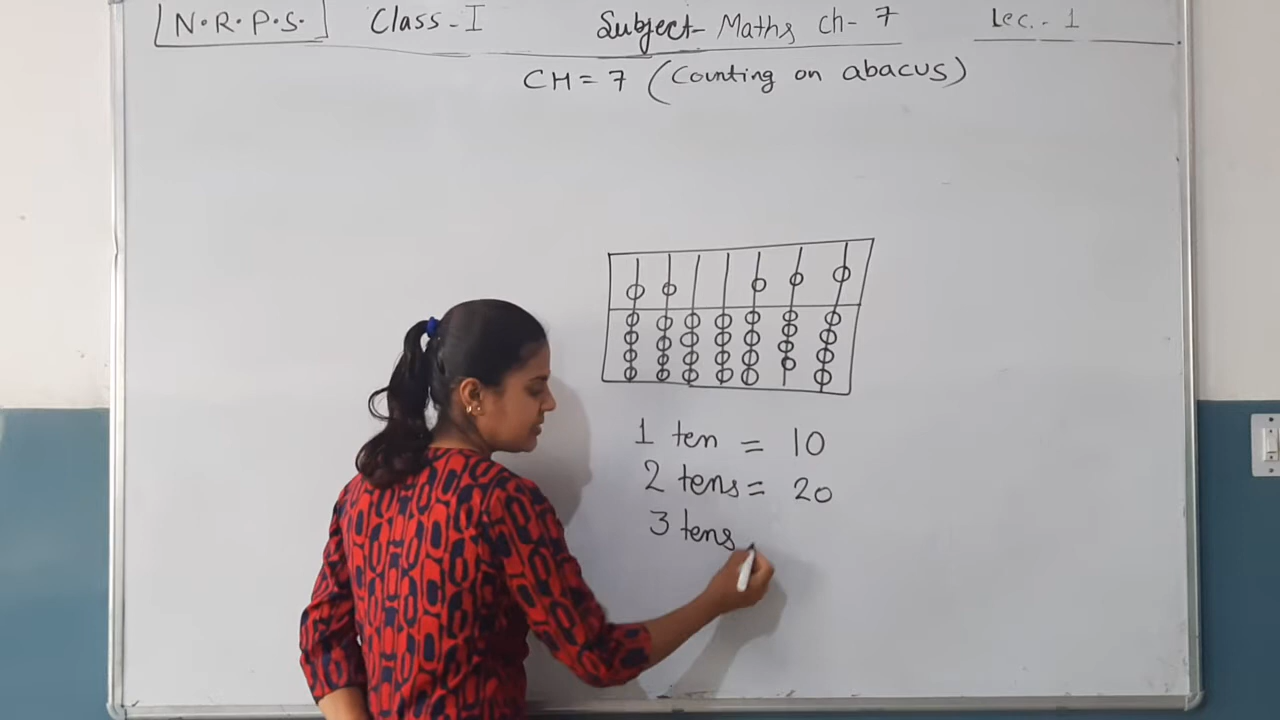 N.R.P.S. Class-I Subject- Maths ch-7 Lec.-1
CH=7 (Counting on abacus)
1 ten = 10
2 tens = 20
3 tens